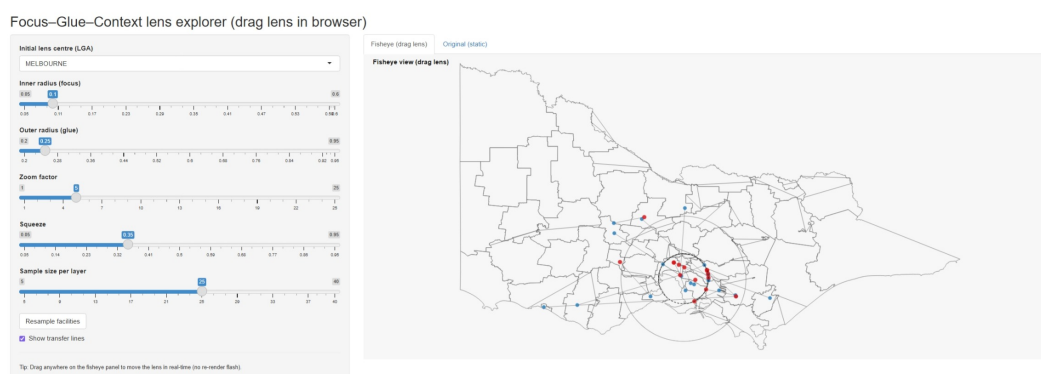 Focus–Glue–Context lens explorer (drag lens in browser)
Initial lens centre (LGA)
MELBOURNE
Inner radius (focus)
0.05 0.1 0.6
0.05 0.11 0.17 0.23 0.28 0.35 0.41 0.47 0.53
Outer radius (glue)
0.2 0.25 0.95
0.2 0.28 0.36 0.44 0.52 0.6 0.68 0.76 0.84 0.92 0.95
Zoom factor
1 5 25
1 4 7 10 13 16 19 22 25
Squeeze
0.05 0.35 0.95
0.05 0.14 0.23 0.32 0.41 0.5 0.59 0.68 0.77 0.86 0.95
Sample size per layer
5 25 40
5 9 13 17 21 25 29 33 37 40
Resample facilities
Show transfer lines
Tip: Drag anywhere on the fisheye panel to move the lens in real-time (no re-render flash).
Fisheye (drag lens) Original (static)
Fisheye view (drag lens)